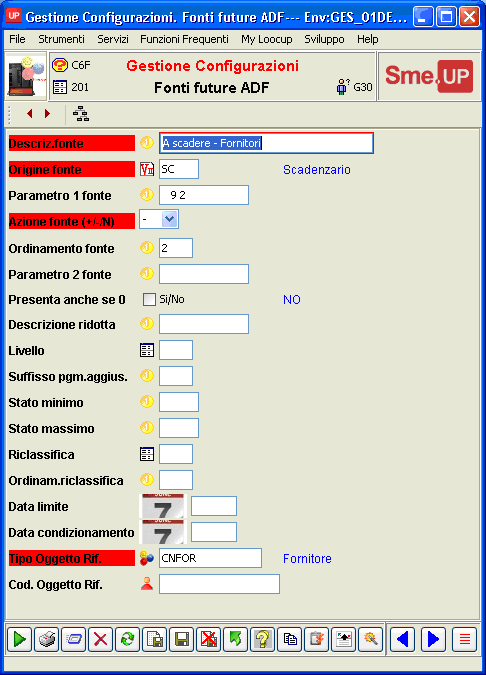 UP Gestione Configurazioni. Fonti future ADF--- Env:GES_01DE...
File Strumenti Servizi Funzioni Frequenti My Loocup Sviluppo Help
C6F Gestione Configurazioni
201 Fonti future ADF G30
Sme.UP
Descriz.fonte A scadere - Fornitori
Origine fonte SC Scadenzario
Parametro 1 fonte 9 2
Azione fonte (+/-/N) -
Ordinamento fonte 2
Parametro 2 fonte
Presenta anche se 0 Si/No NO
Descrizione ridotta
Livello
Suffisso pgm.aggius.
Stato minimo
Stato massimo
Riclassifica
Ordinam.riclassifica
Data limite 7
Data condizionamento 7
Tipo Oggetto Rif. CNFOR Fornitore
Cod. Oggetto Rif.